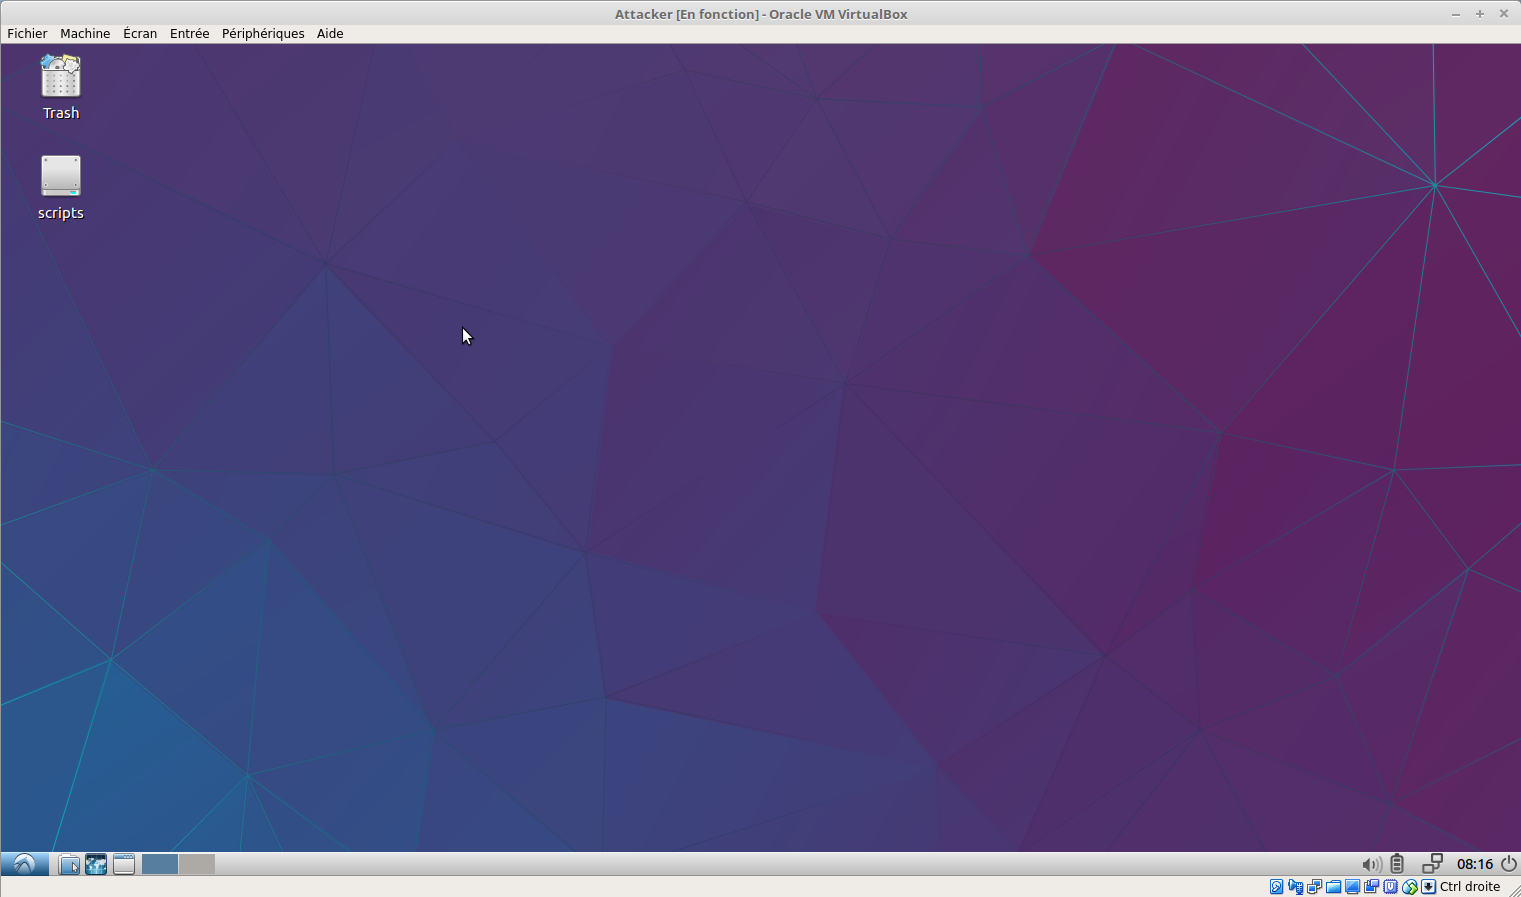 Attacker [En fonction] - Oracle VM VirtualBox
Fichier Machine Écran Entrée Périphériques Aide
Trash
scripts
08:16
Ctrl droite